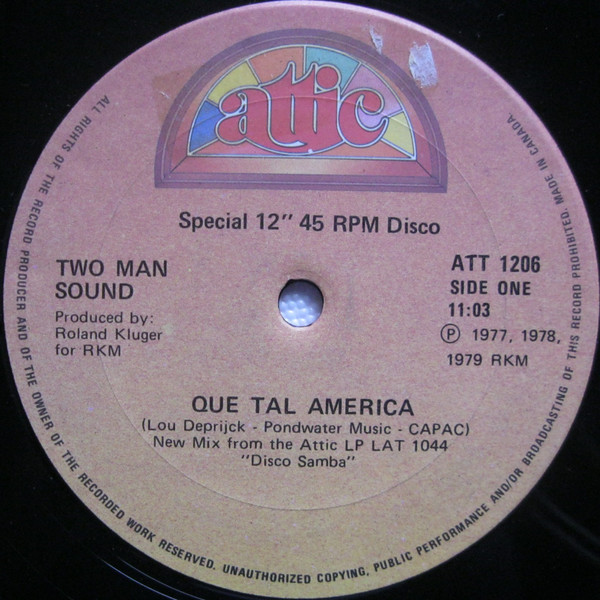 attic
Special 12" 45 RPM Disco
TWO MAN
SOUND
Produced by:
Roland Kluger
for RKM
ATT 1206
SIDE ONE
11:03
Ⓟ 1977, 1978,
1979 RKM
QUE TAL AMERICA
(Lou Deprijck - Pondwater Music - CAPAC)
New Mix from the Attic LP LAT 1044
"Disco Samba"
ALL RIGHTS OF THE RECORD PRODUCER AND OF THE OWNER OF THE RECORDED WORK RESERVED. UNAUTHORIZED COPYING, PUBLIC PERFORMANCE AND/OR BROADCASTING OF THIS RECORD PROHIBITED. MADE IN CANADA.